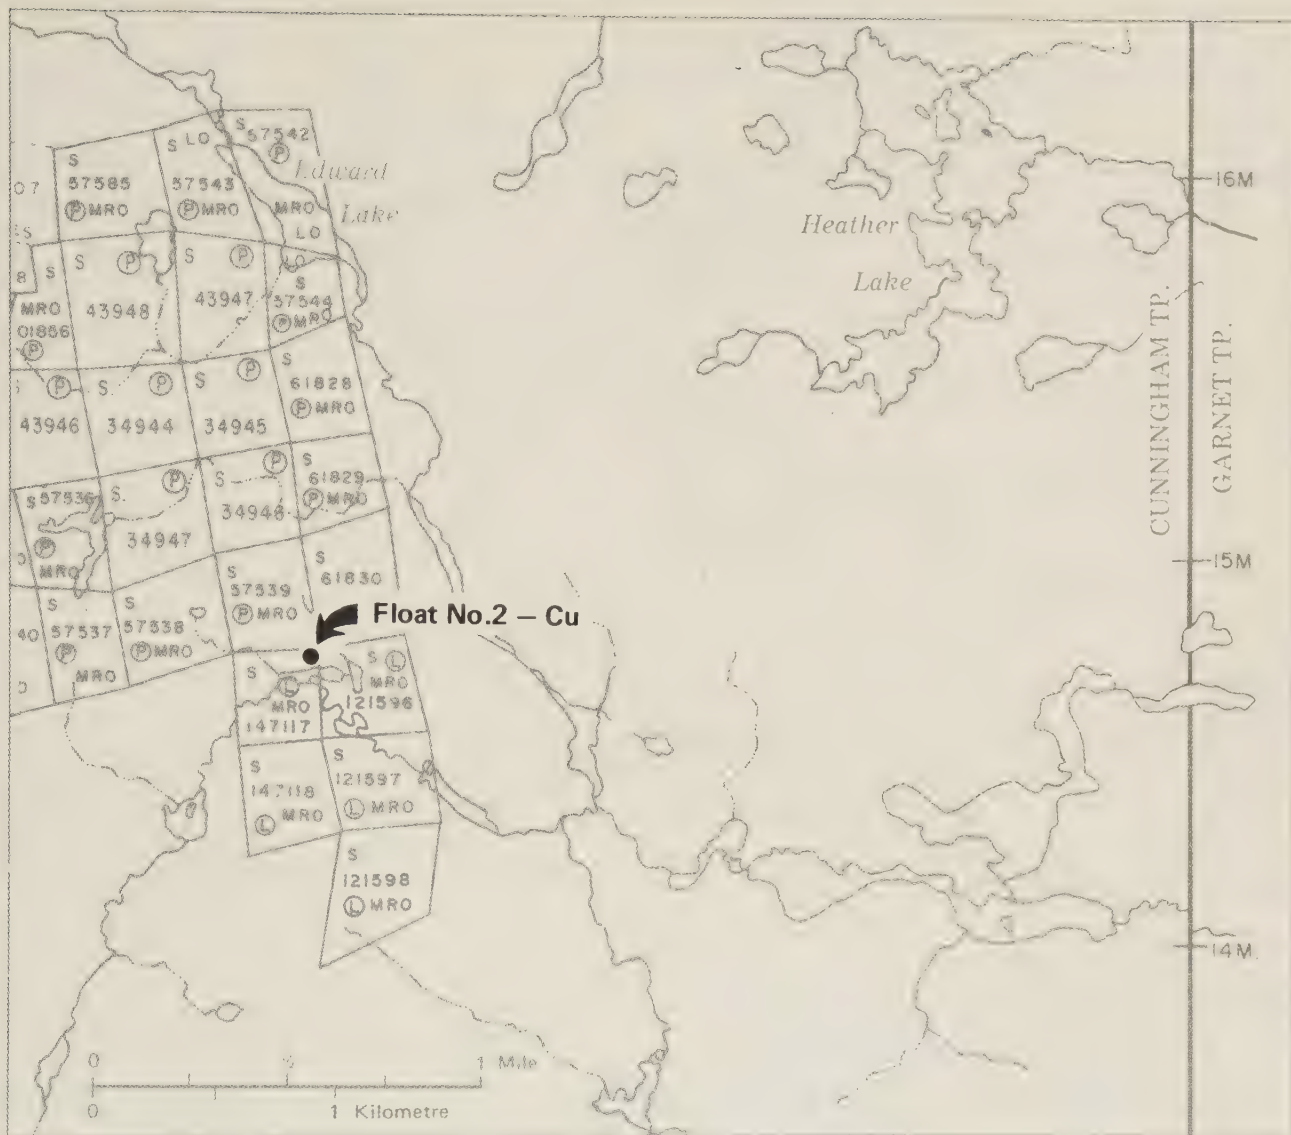 S LO
S
57542
Ⓟ
Edward
Lake
S
57585
Ⓟ MRO
57543
Ⓟ MRO
MRO
LO
07
16M
Heather
Lake
S Ⓟ
43948
S Ⓟ
43947
LO
S
57544
Ⓟ MRO
8 S
MRO
01856
Ⓟ
CUNNINGHAM TP.
GARNET TP.
Ⓟ
43946
S. Ⓟ
34944
S Ⓟ
34945
S
61828
Ⓟ MRO
S 57536
Ⓟ
MRO
S. Ⓟ
34947
S Ⓟ
34946
S
61829
Ⓟ MRO
15M
S
57539
Ⓟ MRO
S
61830
40
S
57537
Ⓟ
MRO
S
57538
Ⓟ MRO
Float No.2 – Cu
S
Ⓛ
MRO
147117
S Ⓛ
MRO
121596
S
147118
Ⓛ MRO
S
121597
Ⓛ MRO
S
121598
Ⓛ MRO
14M.
0 1 Mile
0 1 Kilometre